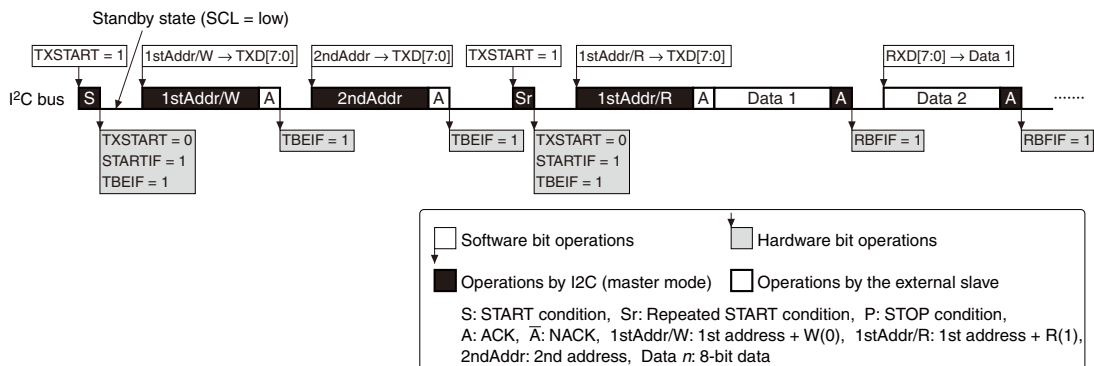 Standby state (SCL = low)
TXSTART = 1 1stAddr/W → TXD[7:0] 2ndAddr → TXD[7:0] TXSTART = 1 1stAddr/R → TXD[7:0] RXD[7:0] → Data 1
I²C bus S 1stAddr/W A 2ndAddr A Sr 1stAddr/R A Data 1 A Data 2 A ·······
TXSTART = 0 TBEIF = 1 TBEIF = 1 TXSTART = 0 RBFIF = 1 RBFIF = 1
STARTIF = 1 STARTIF = 1
TBEIF = 1 TBEIF = 1
Software bit operations Hardware bit operations
Operations by I2C (master mode) Operations by the external slave
S: START condition, Sr: Repeated START condition, P: STOP condition,
A: ACK, A̅: NACK, 1stAddr/W: 1st address + W(0), 1stAddr/R: 1st address + R(1),
2ndAddr: 2nd address, Data n: 8-bit data